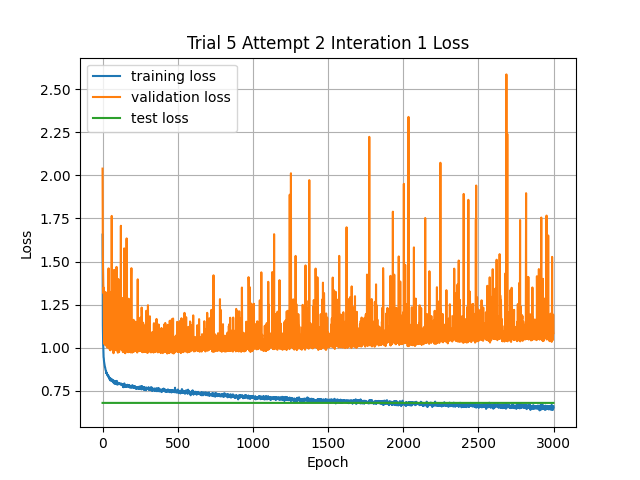 Trial 5 Attempt 2 Interation 1 Loss
training loss
validation loss
test loss
2.50
2.25
2.00
1.75
1.50
1.25
1.00
0.75
Loss
0 500 1000 1500 2000 2500 3000
Epoch